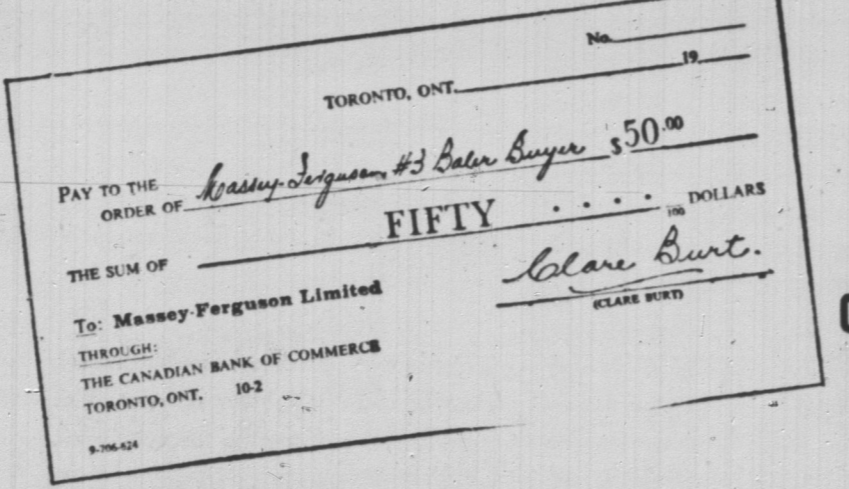 No.
TORONTO, ONT. 19
PAY TO THE
ORDER OF Massey-Ferguson #3 Baler Buyer $50.00
THE SUM OF FIFTY . . . . 100 DOLLARS
Clare Burt.
(CLARE BURT)
To: Massey-Ferguson Limited
THROUGH:
THE CANADIAN BANK OF COMMERCE
TORONTO, ONT. 10-2
9-706-624